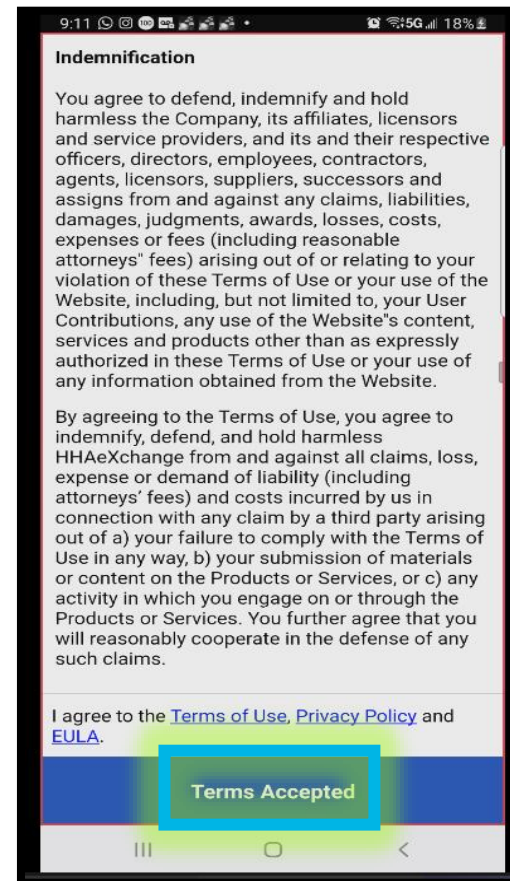 9:11
5G 18%
Indemnification
You agree to defend, indemnify and hold
harmless the Company, its affiliates, licensors
and service providers, and its and their respective
officers, directors, employees, contractors,
agents, licensors, suppliers, successors and
assigns from and against any claims, liabilities,
damages, judgments, awards, losses, costs,
expenses or fees (including reasonable
attorneys" fees) arising out of or relating to your
violation of these Terms of Use or your use of the
Website, including, but not limited to, your User
Contributions, any use of the Website"s content,
services and products other than as expressly
authorized in these Terms of Use or your use of
any information obtained from the Website.
By agreeing to the Terms of Use, you agree to
indemnify, defend, and hold harmless
HHAeXchange from and against all claims, loss,
expense or demand of liability (including
attorneys’ fees) and costs incurred by us in
connection with any claim by a third party arising
out of a) your failure to comply with the Terms of
Use in any way, b) your submission of materials
or content on the Products or Services, or c) any
activity in which you engage on or through the
Products or Services. You further agree that you
will reasonably cooperate in the defense of any
such claims.
I agree to the Terms of Use, Privacy Policy and
EULA.
Terms Accepted